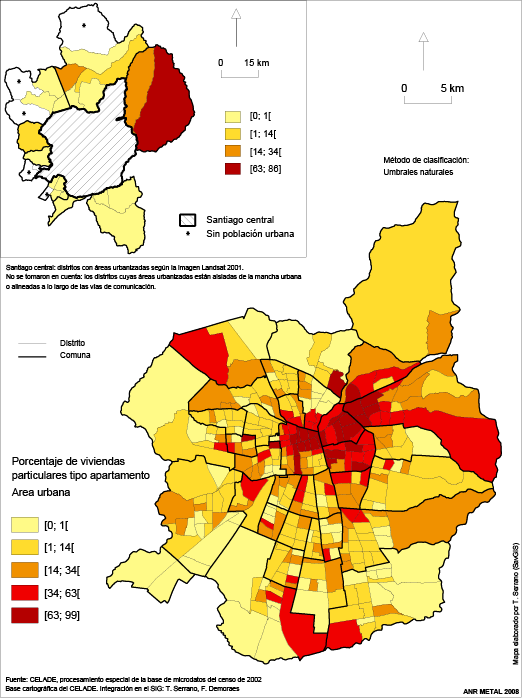 0 15 km
[0; 1[
[1; 14[
[14; 34[
[63; 86]
Santiago central
Sin población urbana
0 5 km
Método de clasificación:
Umbrales naturales
Santiago central: distritos con áreas urbanizadas según la imagen Landsat 2001.
No se tomaron en cuenta: los distritos cuyas áreas urbanizadas están aisladas de la mancha urbana
o alineadas a lo largo de las vías de comunicación.
Distrito
Comuna
Porcentaje de viviendas
particulares tipo apartamento
Area urbana
[0; 1[
[1; 14[
[14; 34[
[34; 63[
[63; 99]
Fuente: CELADE, procesamiento especial de la base de microdatos del censo de 2002
Base cartográfica del CELADE. Integración en el SIG: T. Serrano, F. Demoraes
Mapa elaborado por T. Serrano (SavGIS)
ANR METAL 2008